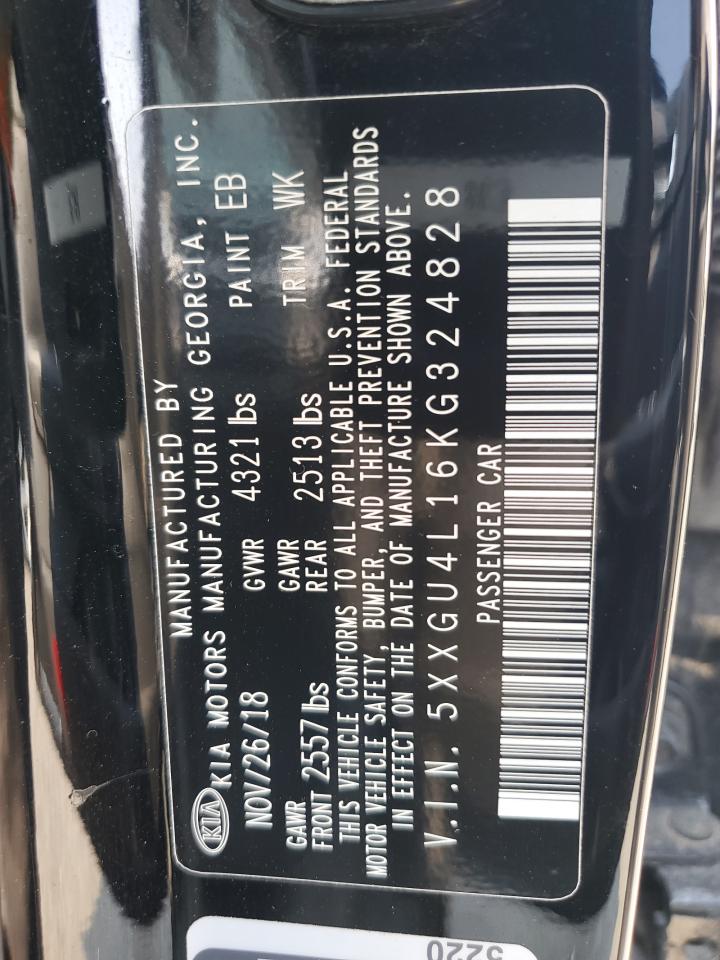 MANUFACTURED BY
KIA KIA MOTORS MANUFACTURING GEORGIA, INC.
NOV/26/18 GVWR 4321 lbs PAINT EB
GAWR FRONT 2557 lbs GAWR REAR 2513 lbs TRIM WK
THIS VEHICLE CONFORMS TO ALL APPLICABLE U.S.A. FEDERAL
MOTOR VEHICLE SAFETY, BUMPER, AND THEFT PREVENTION STANDARDS
IN EFFECT ON THE DATE OF MANUFACTURE SHOWN ABOVE.
V.I.N. 5XXGU4L16KG324828
PASSENGER CAR
5220